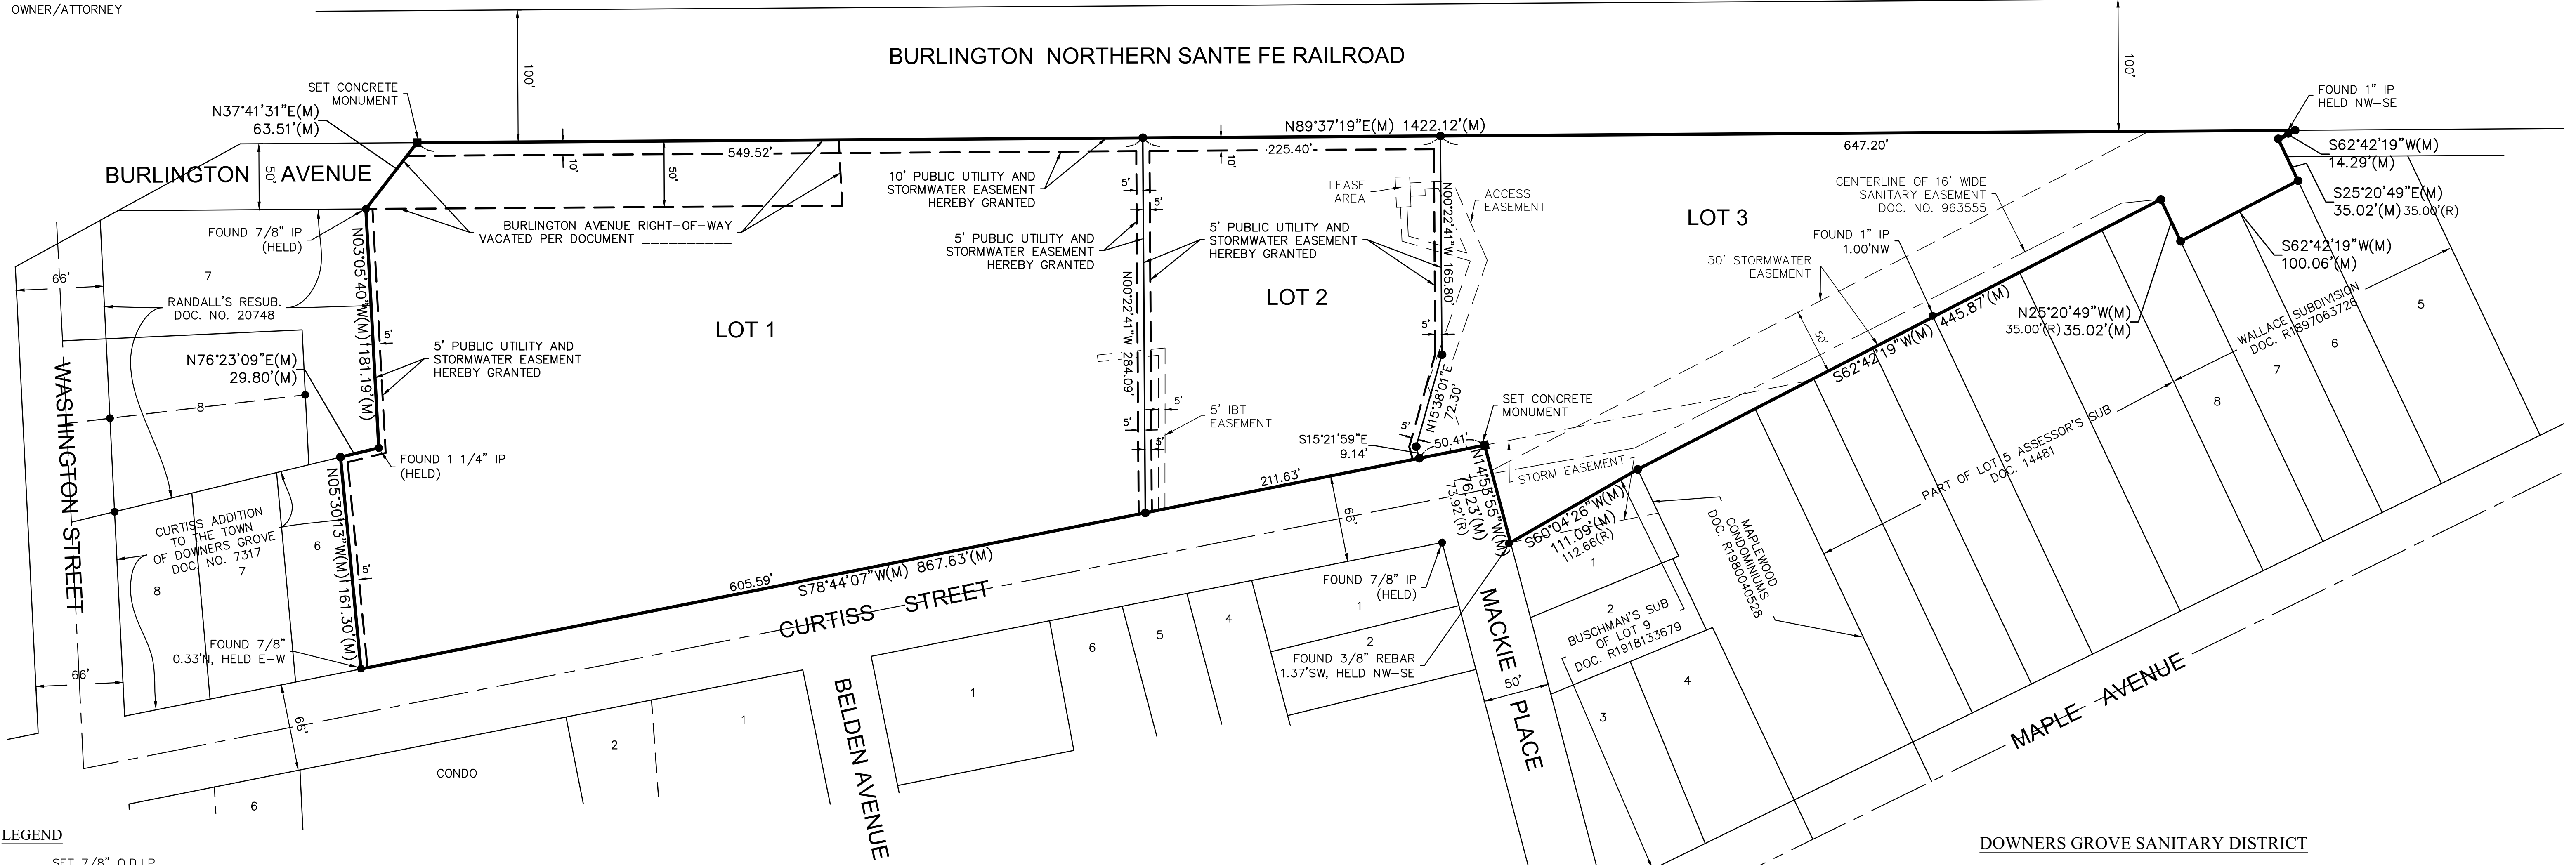 OWNER/ATTORNEY
BURLINGTON NORTHERN SANTE FE RAILROAD
100'
100'
SET CONCRETE
MONUMENT
N37°41'31"E(M)
63.51'(M)
FOUND 1" IP
HELD NW-SE
N89°37'19"E(M) 1422.12'(M)
549.52'
225.40'
647.20'
10'
50'
10'
S62°42'19"W(M)
14.29'(M)
S25°20'49"E(M)
35.02'(M) 35.00'(R)
S62°42'19"W(M)
100.06'(M)
BURLINGTON AVENUE
50'
10' PUBLIC UTILITY AND
STORMWATER EASEMENT
HEREBY GRANTED
5'
5'
LEASE
AREA
ACCESS
EASEMENT
CENTERLINE OF 16' WIDE
SANITARY EASEMENT
DOC. NO. 963555
LOT 3
FOUND 7/8" IP
(HELD)
BURLINGTON AVENUE RIGHT-OF-WAY
VACATED PER DOCUMENT __________
5' PUBLIC UTILITY AND
STORMWATER EASEMENT
HEREBY GRANTED
5' PUBLIC UTILITY AND
STORMWATER EASEMENT
HEREBY GRANTED
N00°22'41"W 165.80'
FOUND 1" IP
1.00'NW
50' STORMWATER
EASEMENT
7
66'
RANDALL'S RESUB.
DOC. NO. 20748
N03°05'40"W(M) 181.19'(M)
LOT 1
N00°22'41"W 284.09'
LOT 2
50'
S62°42'19"W(M) 445.87'(M)
N25°20'49"W(M)
35.00'(R) 35.02'(M)
WALLACE SUBDIVISION
DOC. R1897063726
5
6
7
8
5'
5' PUBLIC UTILITY AND
STORMWATER EASEMENT
HEREBY GRANTED
5'
N76°23'09"E(M)
29.80'(M)
WASHINGTON STREET
8
5'
5' IBT
EASEMENT
5'
5'
N15°38'01"E
72.30'
5'
SET CONCRETE
MONUMENT
50.41'
S15°21'59"E
9.14'
FOUND 1 1/4" IP
(HELD)
STORM EASEMENT
N14°53'55"W(M)
76.23'(M)
73.92'(R)
PART OF LOT 5 ASSESSOR'S SUB
DOC. 14481
211.63'
66'
CURTISS ADDITION
TO THE TOWN
OF DOWNERS GROVE
DOC. NO. 7317
7
6
8
N05°30'13"W(M) 161.30'(M)
5'
S60°04'26"W(M)
111.09'(M)
112.66(R)
1
MAPLEWOOD
CONDOMINIUMS
DOC. R1980040528
605.59'
S78°44'07"W(M) 867.63'(M)
CURTISS STREET
FOUND 7/8" IP
(HELD)
1
2
MACKIE PLACE
2
BUSCHMAN'S SUB
OF LOT 9
DOC. R1918133679
FOUND 7/8"
0.33'N, HELD E-W
FOUND 3/8" REBAR
1.37'SW, HELD NW-SE
66'
66'
50'
6
5
4
4
3
MAPLE AVENUE
BELDEN AVENUE
1
1
2
CONDO
6
LEGEND
SET 7/8" O.D.I.P.
DOWNERS GROVE SANITARY DISTRICT